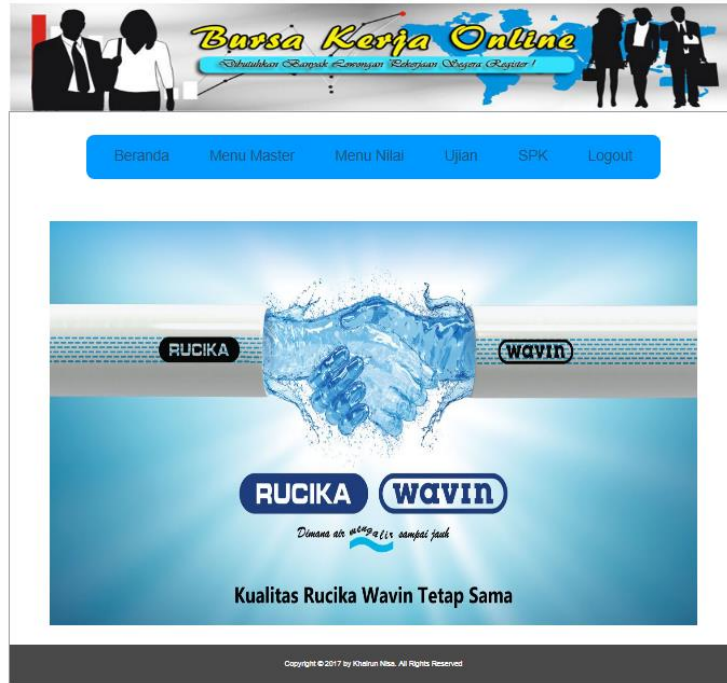 Bursa Kerja Online
Dibutuhkan Banyak Lowongan Pekerjaan Segera Register !
Beranda Menu Master Menu Nilai Ujian SPK Logout
RUCIKA wavin
RUCIKA wavin
Dimana air mengalir sampai jauh
Kualitas Rucika Wavin Tetap Sama
Copyright © 2017 by Khairun Nisa. All Rights Reserved